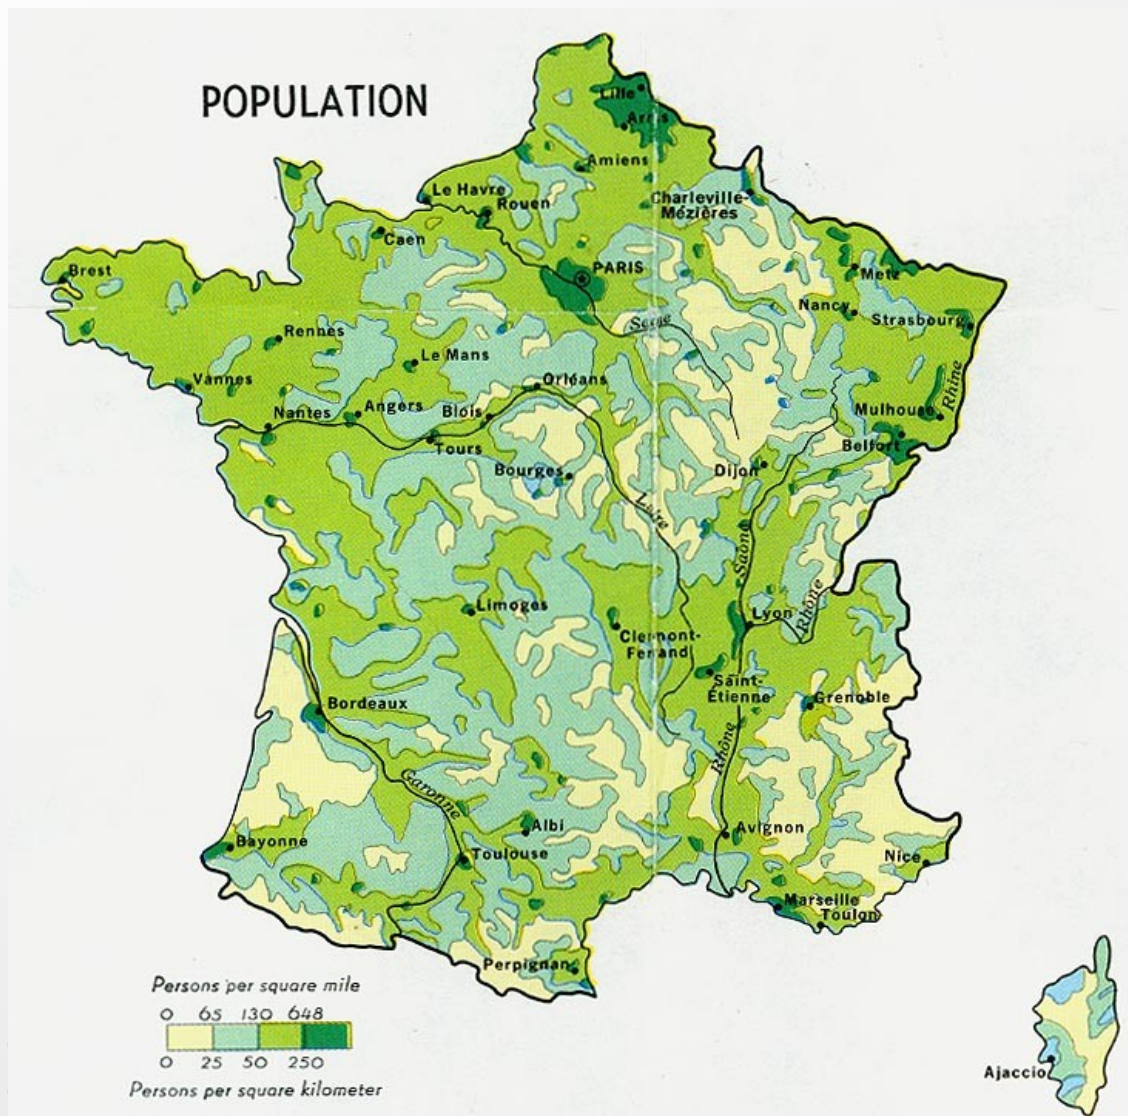 POPULATION
Lille
Arras
Amiens
Le Havre
Rouen
Charleville-
Mézières
Caen
Brest
PARIS
Metz
Nancy
Strasbourg
Seine
Rennes
Le Mans
Vannes
Orléans
Rhine
Nantes
Angers
Blois
Mulhouse
Tours
Belfort
Bourges
Dijon
Loire
Saône
Limoges
Lyon
Rhône
Clermont-
Ferrand
Saint-
Étienne
Grenoble
Bordeaux
Rhône
Garonne
Albi
Avignon
Bayonne
Toulouse
Nice
Marseille
Toulon
Perpignan
Ajaccio
Persons per square mile
0 65 130 648
0 25 50 250
Persons per square kilometer